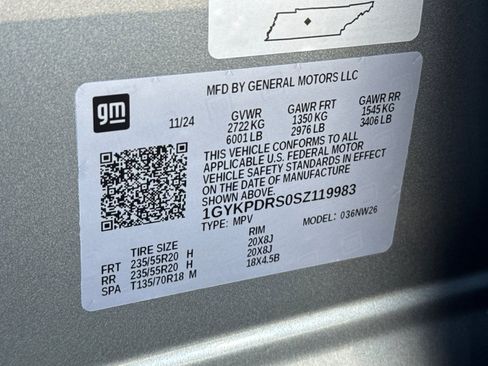 MFD BY GENERAL MOTORS LLC
gm
11/24
GVWR GAWR FRT GAWR RR
2722 KG 1350 KG 1545 KG
6001 LB 2976 LB 3406 LB
THIS VEHICLE CONFORMS TO ALL
APPLICABLE U.S. FEDERAL MOTOR
VEHICLE SAFETY STANDARDS IN EFFECT
ON THE DATE OF MANUFACTURE
SHOWN ABOVE.
1GYKPDRS0SZ119983
TYPE: MPV MODEL: 036NW26
TIRE SIZE RIM
FRT 235/55R20 H 20X8J
RR 235/55R20 H 20X8J
SPA T135/70R18 M 18X4.5B